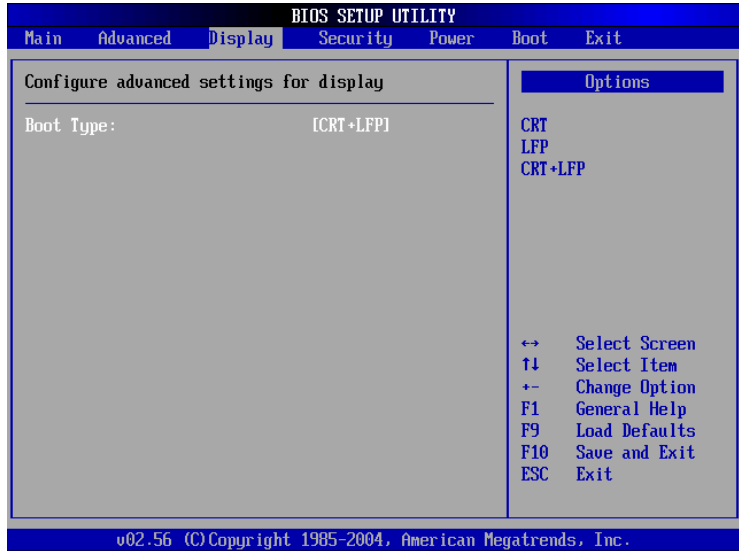 BIOS SETUP UTILITY
Main Advanced Display Security Power Boot Exit
Configure advanced settings for display
Boot Type: [CRT+LFP]
Options
CRT
LFP
CRT+LFP
↔ Select Screen
↑↓ Select Item
+- Change Option
F1 General Help
F9 Load Defaults
F10 Save and Exit
ESC Exit
v02.56 (C)Copyright 1985-2004, American Megatrends, Inc.